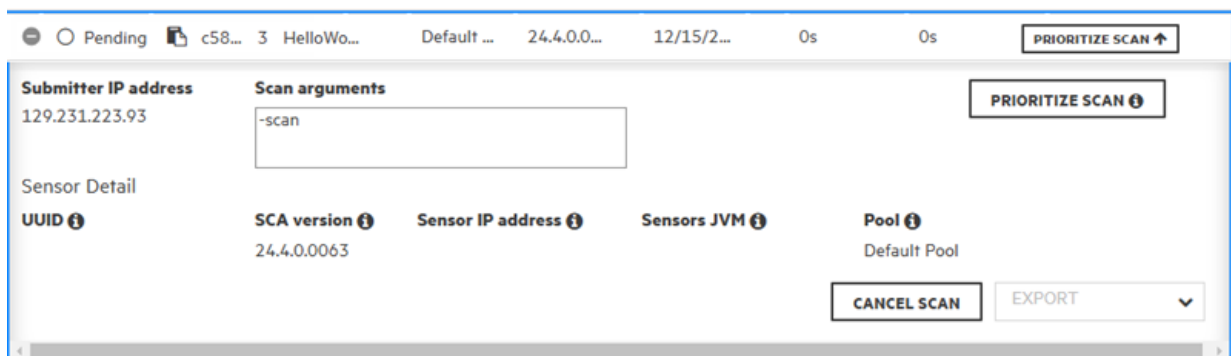 Pending c58... 3 HelloWo... Default ... 24.4.0.0... 12/15/2... 0s 0s PRIORITIZE SCAN
Submitter IP address Scan arguments
PRIORITIZE SCAN
129.231.223.93 -scan
Sensor Detail
UUID SCA version Sensor IP address Sensors JVM Pool
24.4.0.0063 Default Pool
CANCEL SCAN EXPORT